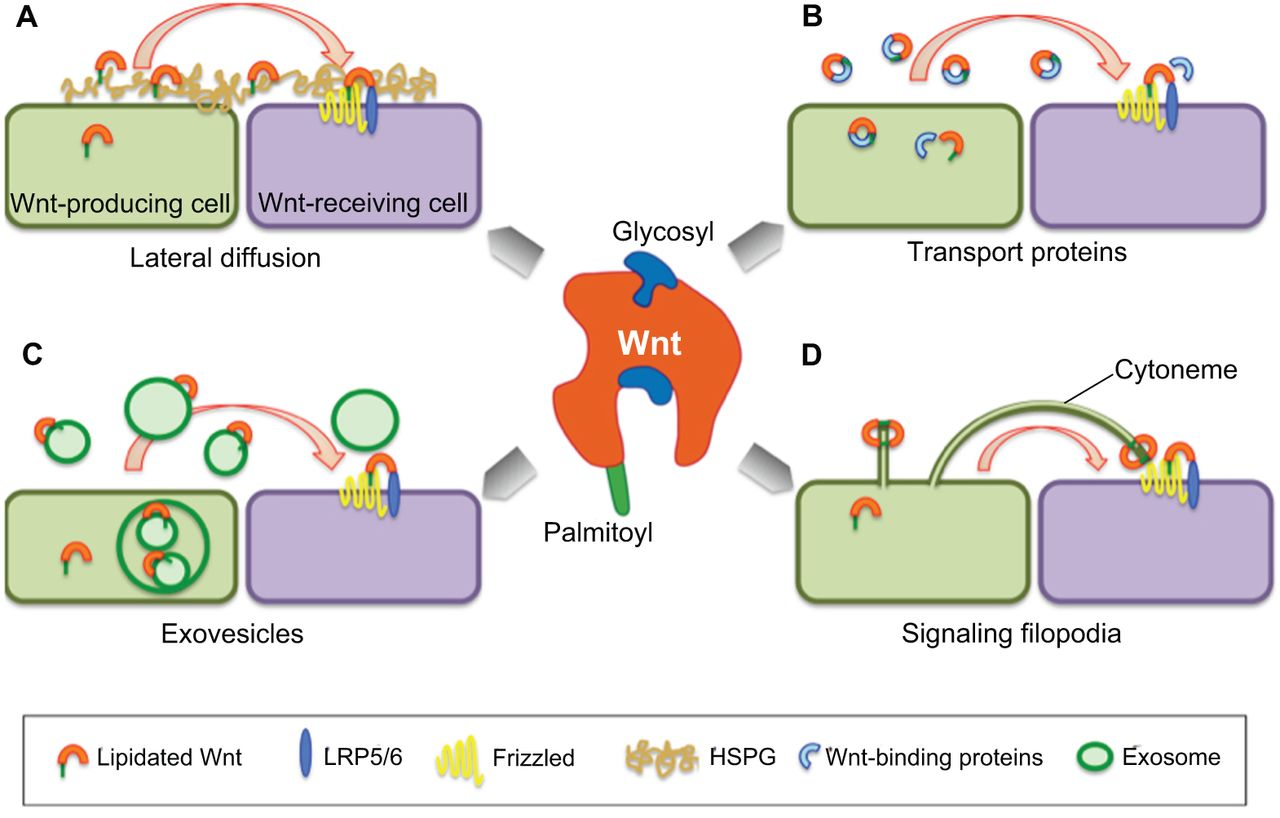 A
B
Wnt-producing cell
Wnt-receiving cell
Lateral diffusion
Transport proteins
Glycosyl
Wnt
Palmitoyl
C
D
Cytoneme
Exovesicles
Signaling filopodia
Lipidated Wnt
LRP5/6
Frizzled
HSPG
Wnt-binding proteins
Exosome